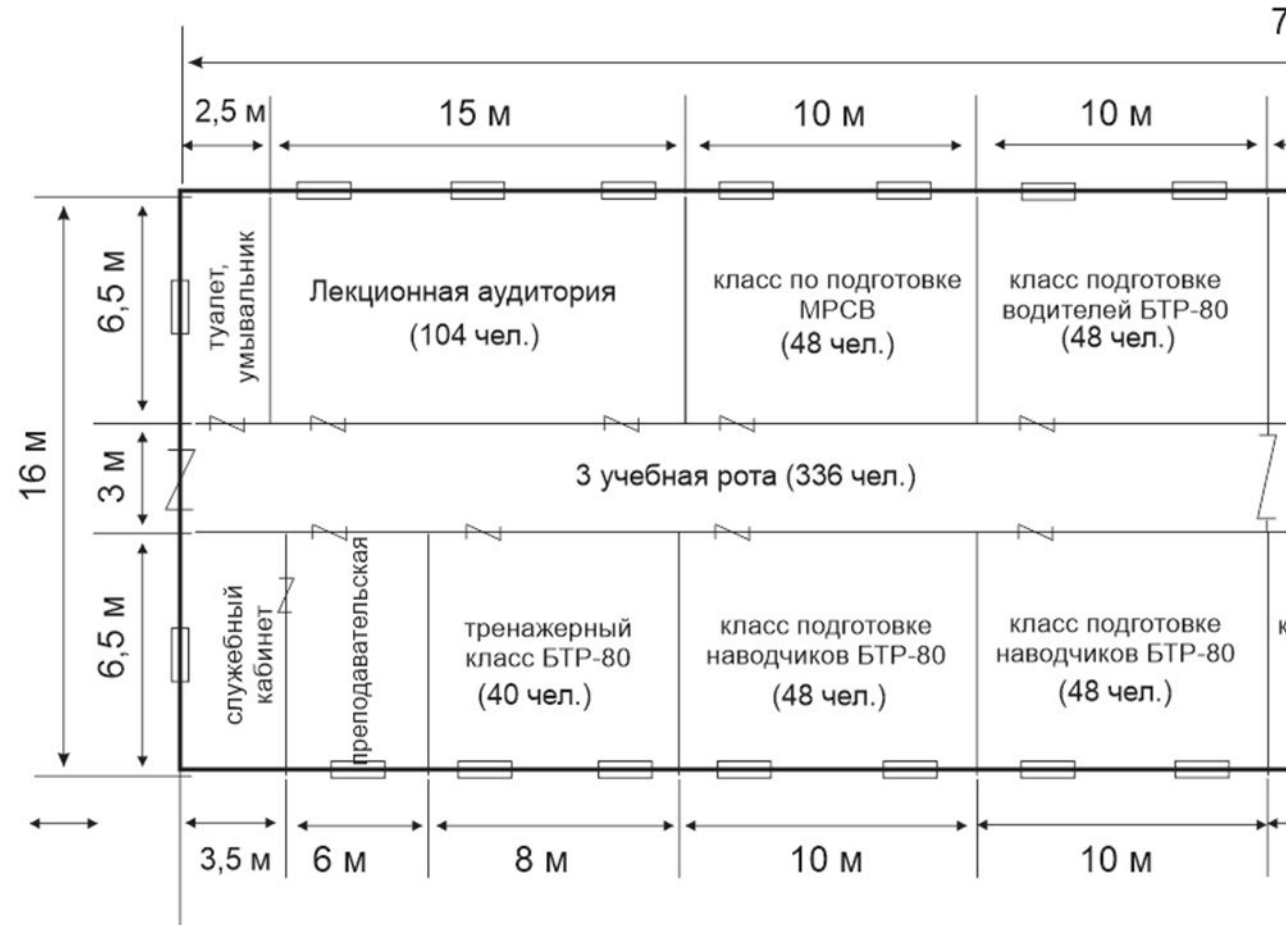 7
2,5 м
15 м
10 м
10 м
6,5 м
туалет,
умывальник
Лекционная аудитория
(104 чел.)
класс по подготовке
МРСВ
(48 чел.)
класс подготовке
водителей БТР-80
(48 чел.)
16 м
3 м
3 учебная рота (336 чел.)
6,5 м
служебный
кабинет
преподавательская
тренажерный
класс БТР-80
(40 чел.)
класс подготовке
наводчиков БТР-80
(48 чел.)
класс подготовке
наводчиков БТР-80
(48 чел.)
к
3,5 м
6 м
8 м
10 м
10 м